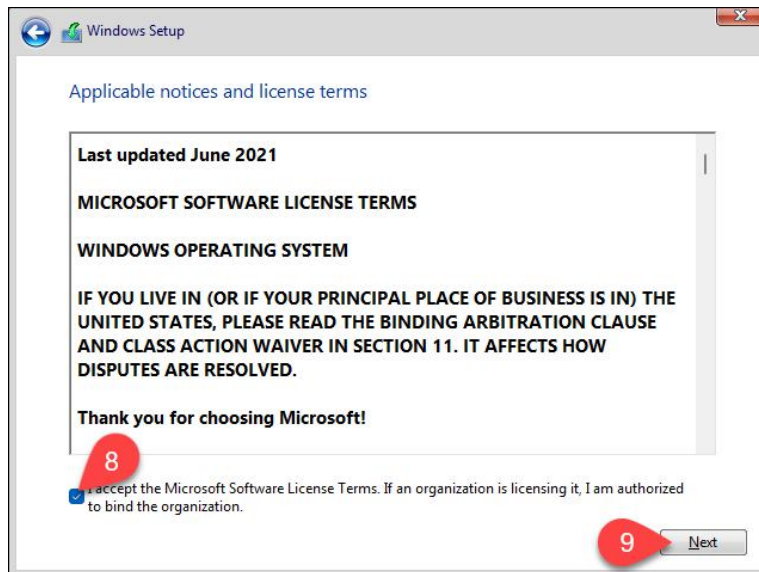 Windows Setup
X
Applicable notices and license terms
Last updated June 2021
MICROSOFT SOFTWARE LICENSE TERMS
WINDOWS OPERATING SYSTEM
IF YOU LIVE IN (OR IF YOUR PRINCIPAL PLACE OF BUSINESS IS IN) THE
UNITED STATES, PLEASE READ THE BINDING ARBITRATION CLAUSE
AND CLASS ACTION WAIVER IN SECTION 11. IT AFFECTS HOW
DISPUTES ARE RESOLVED.
Thank you for choosing Microsoft!
8
I accept the Microsoft Software License Terms. If an organization is licensing it, I am authorized
to bind the organization.
9
Next